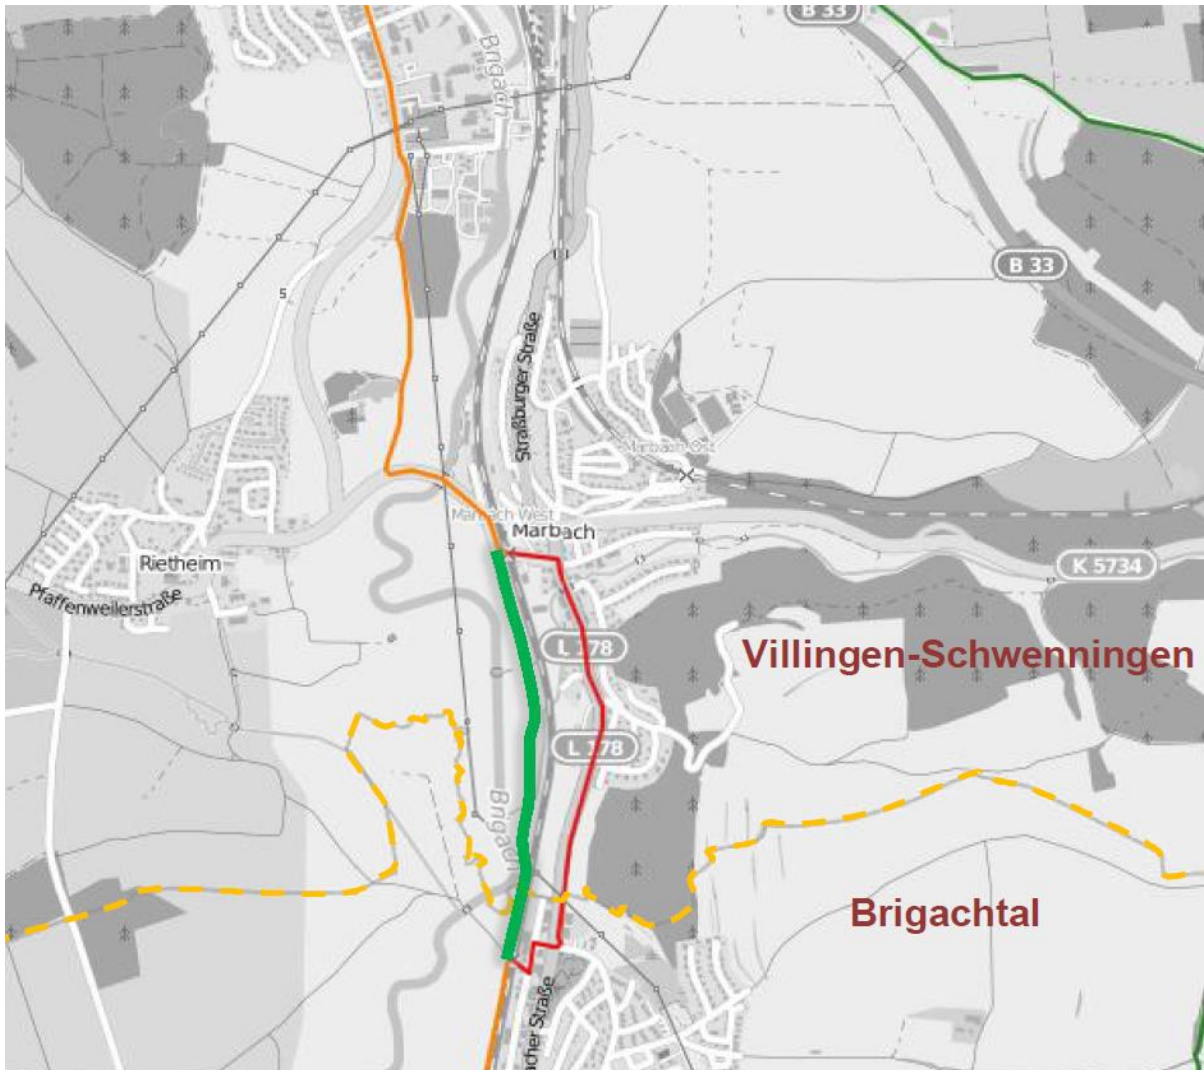 B 33
Brigach
B 33
5
Straßburger Straße
Marbach Ost
Marbach West
Marbach
Rietheim
K 5734
Pfaffenweilerstraße
L 178
Villingen-Schwenningen
L 178
Brigach
Brigachtal
acher Straße